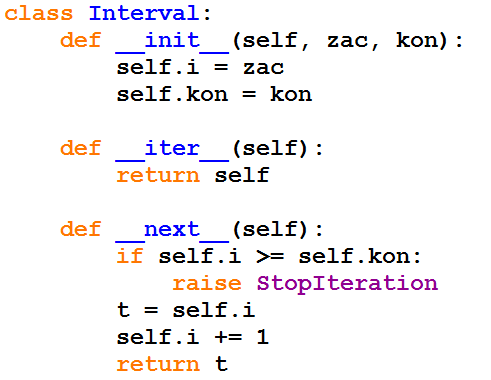 class Interval:
    def __init__(self, zac, kon):
        self.i = zac
        self.kon = kon

    def __iter__(self):
        return self

    def __next__(self):
        if self.i >= self.kon:
            raise StopIteration
        t = self.i
        self.i += 1
        return t